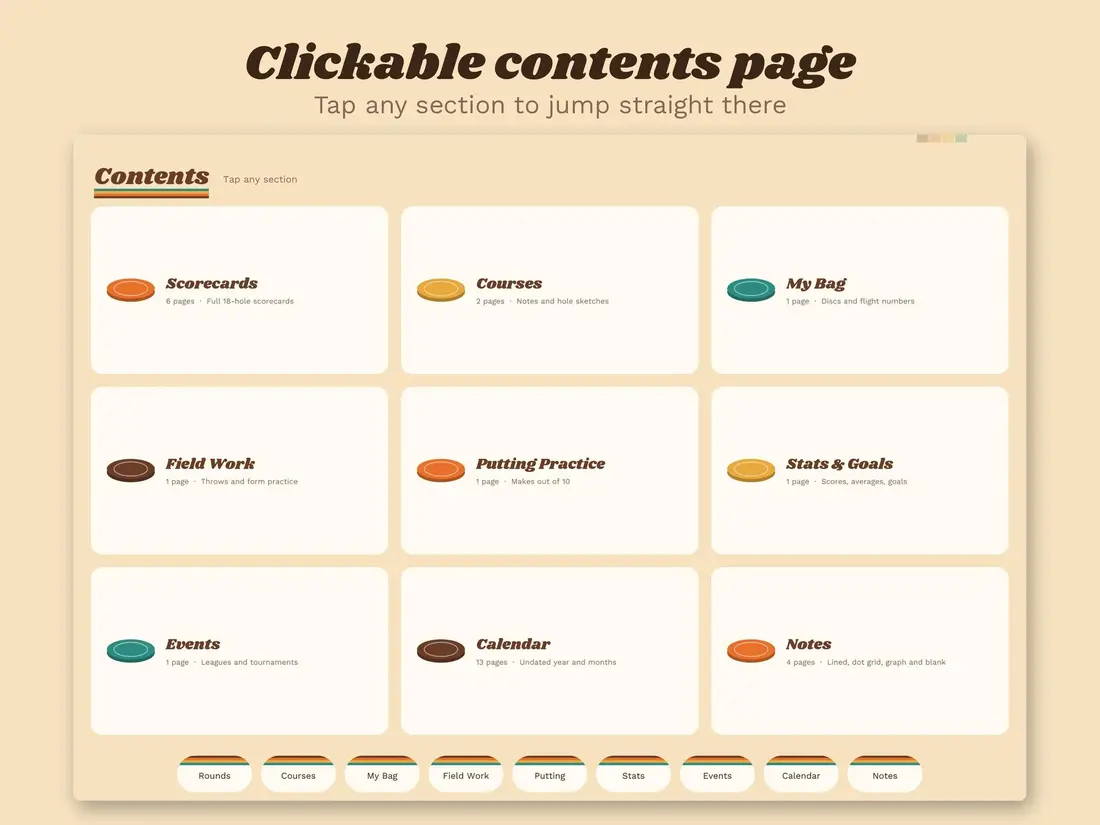 Clickable contents page
Tap any section to jump straight there
Contents
Tap any section
Scorecards
6 pages · Full 18-hole scorecards
Courses
2 pages · Notes and hole sketches
My Bag
1 page · Discs and flight numbers
Field Work
1 page · Throws and form practice
Putting Practice
1 page · Makes out of 10
Stats & Goals
1 page · Scores, averages, goals
Events
1 page · Leagues and tournaments
Calendar
13 pages · Undated year and months
Notes
4 pages · Lined, dot grid, graph and blank
Rounds
Courses
My Bag
Field Work
Putting
Stats
Events
Calendar
Notes